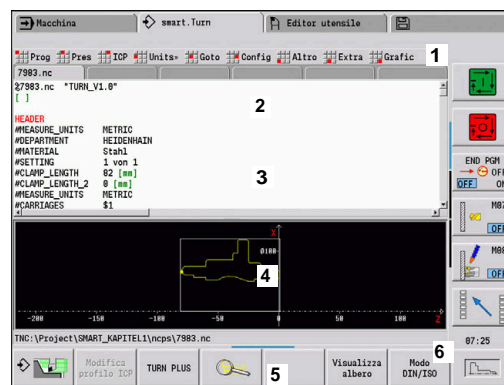 Macchina smart.Turn Editor utensile
Prog Pres ICP Units» Goto Config Altro Extra Grafic 1
7983.nc
%7983.nc "TURN_V1.0"
[ ]
2
HEADER
#MEASURE_UNITS METRIC
#DEPARTMENT HEIDENHAIN
#MATERIAL Stahl
#SETTING 1 von 1
#CLAMP_LENGTH 82 [mm]
3
#CLAMP_LENGTH_2 0 [mm]
#MEASURE_UNITS METRIC
#CARRIAGES $1
END PGM
OFF
OFF ON
M07
OFF
M08
OFF
X
Ø100
4
-200 -150 -100 -50 0 50 100 Z
TNC:\Project\SMART_KAPITEL1\ncps\7983.nc
07:25
Modifica profilo ICP
TURN PLUS
5
Visualizza albero
6
Modo DIN/ISO